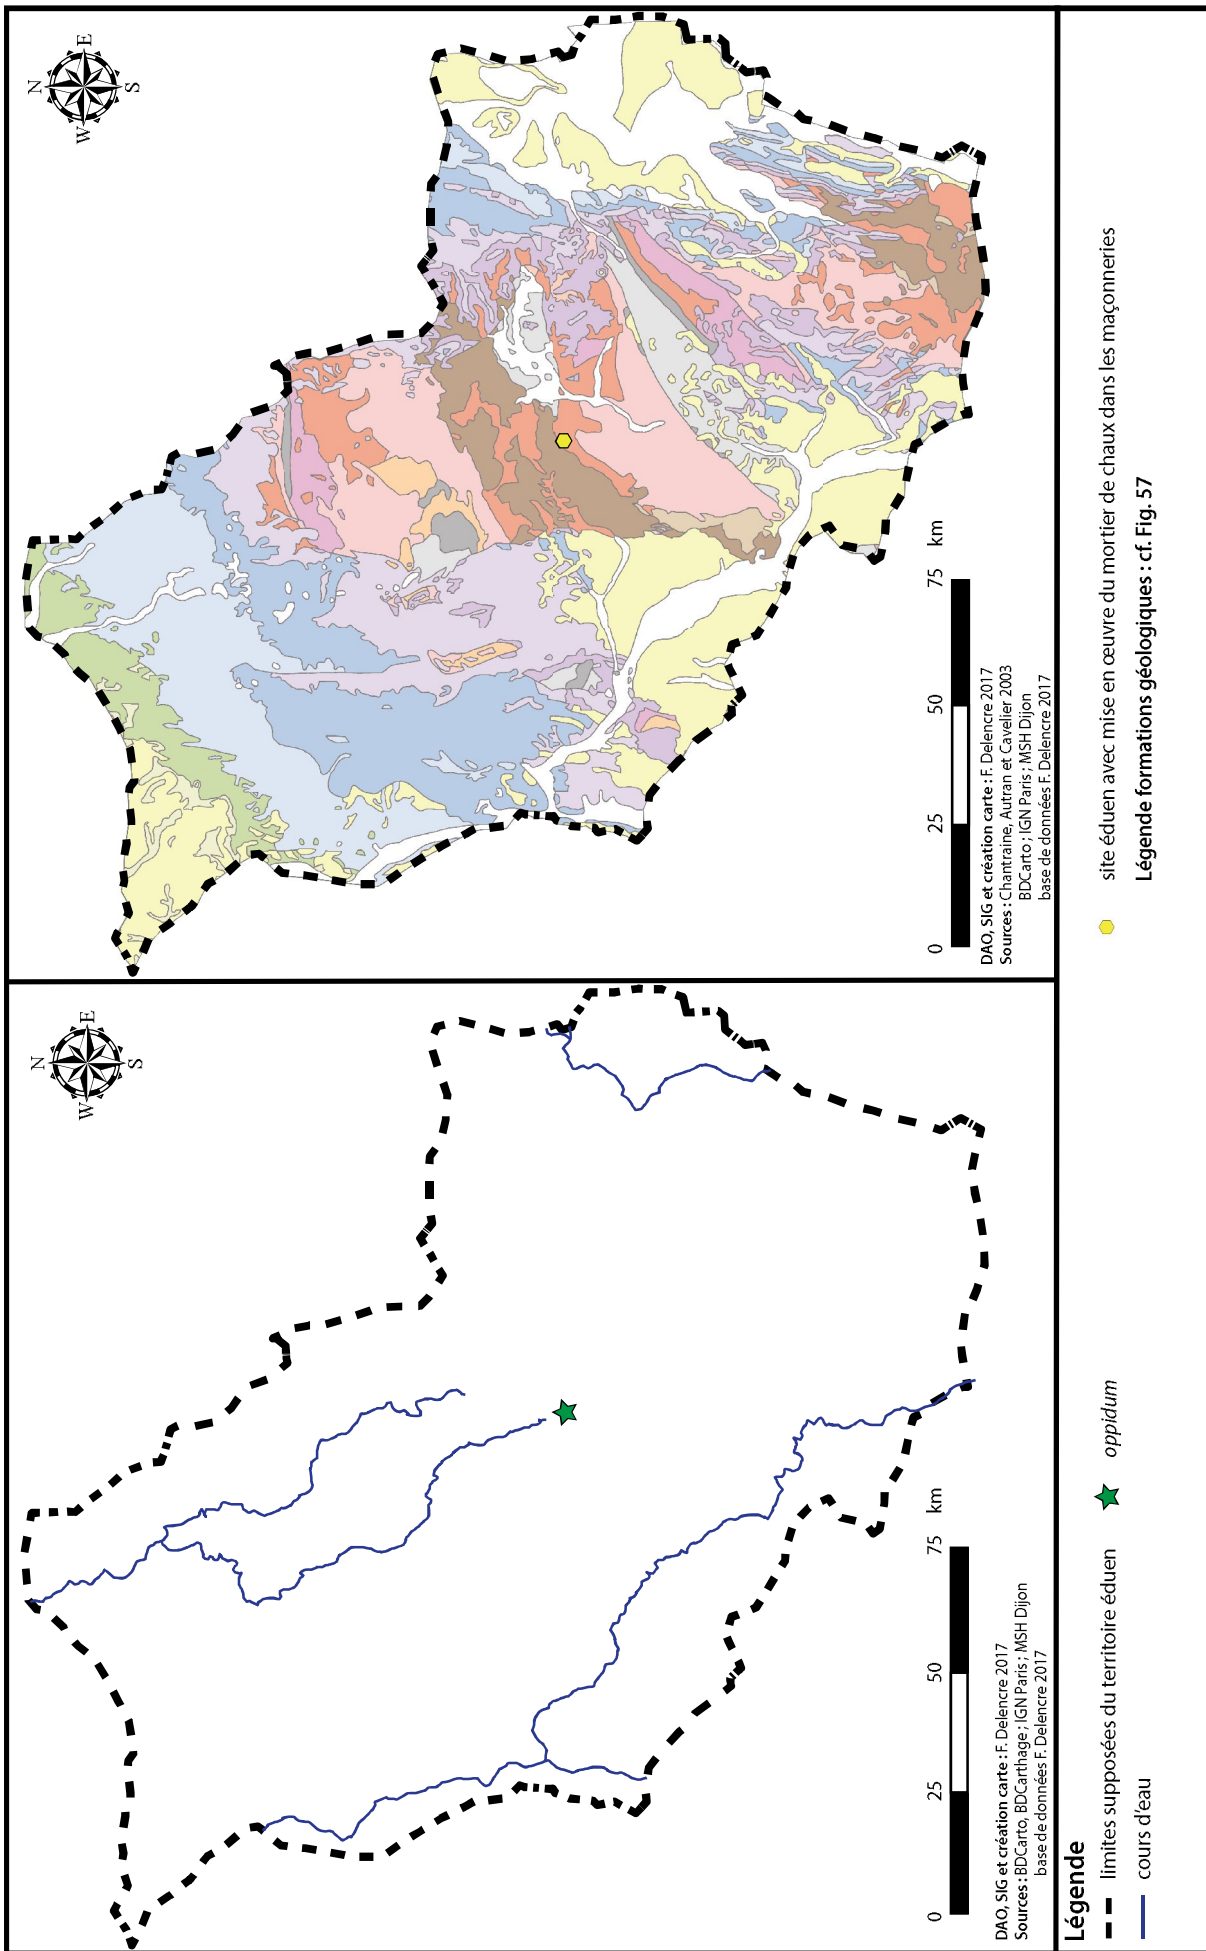 N
W
E
S
0
25
50
75
km
DAO, SIG et création carte : F. Delencre 2017
Sources : BDCarto, BDCarthage ; IGN Paris ; MSH Dijon
base de données F. Delencre 2017
N
W
E
S
0
25
50
75
km
DAO, SIG et création carte : F. Delencre 2017
Sources : Chantraine, Autran et Cavelier 2003
BDCarto ; IGN Paris ; MSH Dijon
base de données F. Delencre 2017
Légende
limites supposées du territoire éduen
cours d'eau
oppidum
site éduen avec mise en œuvre du mortier de chaux dans les maçonneries
Légende formations géologiques : cf. Fig. 57